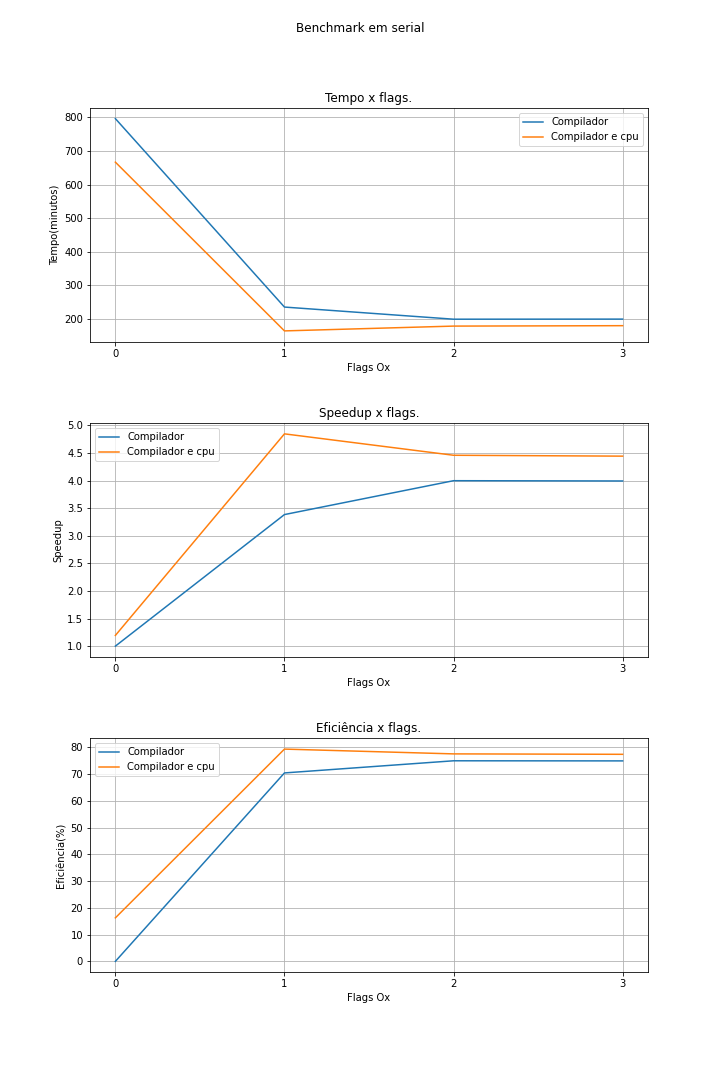 Benchmark em serial
Tempo x flags.
Compilador
Compilador e cpu
800
700
600
500
400
300
200
Tempo(minutos)
0 1 2 3
Flags Ox
Speedup x flags.
Compilador
Compilador e cpu
5.0
4.5
4.0
3.5
3.0
2.5
2.0
1.5
1.0
Speedup
0 1 2 3
Flags Ox
Eficiência x flags.
Compilador
Compilador e cpu
80
70
60
50
40
30
20
10
0
Eficiência(%)
0 1 2 3
Flags Ox